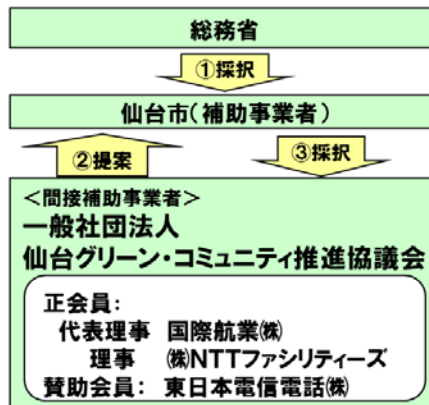 総務省
①採択
仙台市(補助事業者)
②提案
③採択
<間接補助事業者>
一般社団法人
仙台グリーン・コミュニティ推進協議会
正会員:
代表理事 国際航業㈱
理事 ㈱NTTファシリティーズ
賛助会員: 東日本電信電話㈱